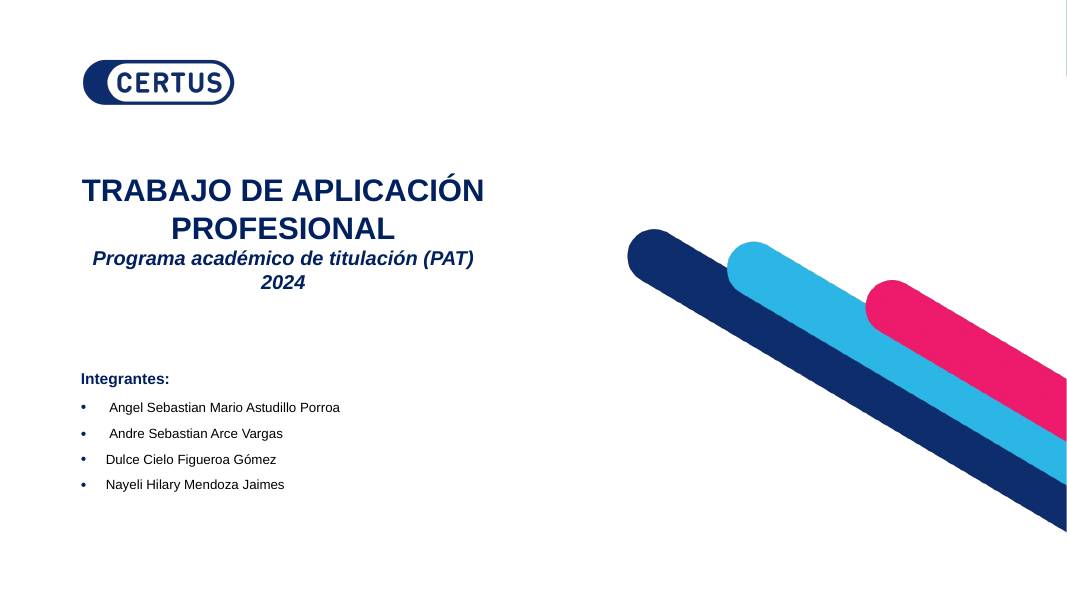 CERTUS
TRABAJO DE APLICACIÓN
PROFESIONAL
Programa académico de titulación (PAT)
2024
Integrantes:
• Angel Sebastian Mario Astudillo Porroa
• Andre Sebastian Arce Vargas
• Dulce Cielo Figueroa Gómez
• Nayeli Hilary Mendoza Jaimes